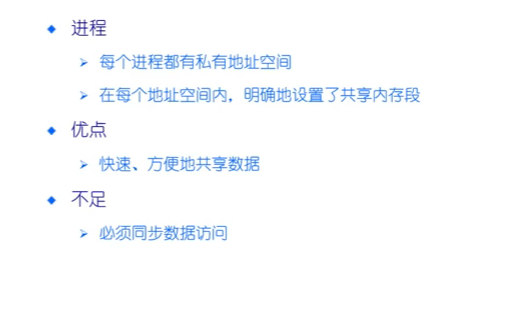 进程
每个进程都有私有地址空间
在每个地址空间内，明确地设置了共享内存段
优点
快速、方便地共享数据
不足
必须同步数据访问